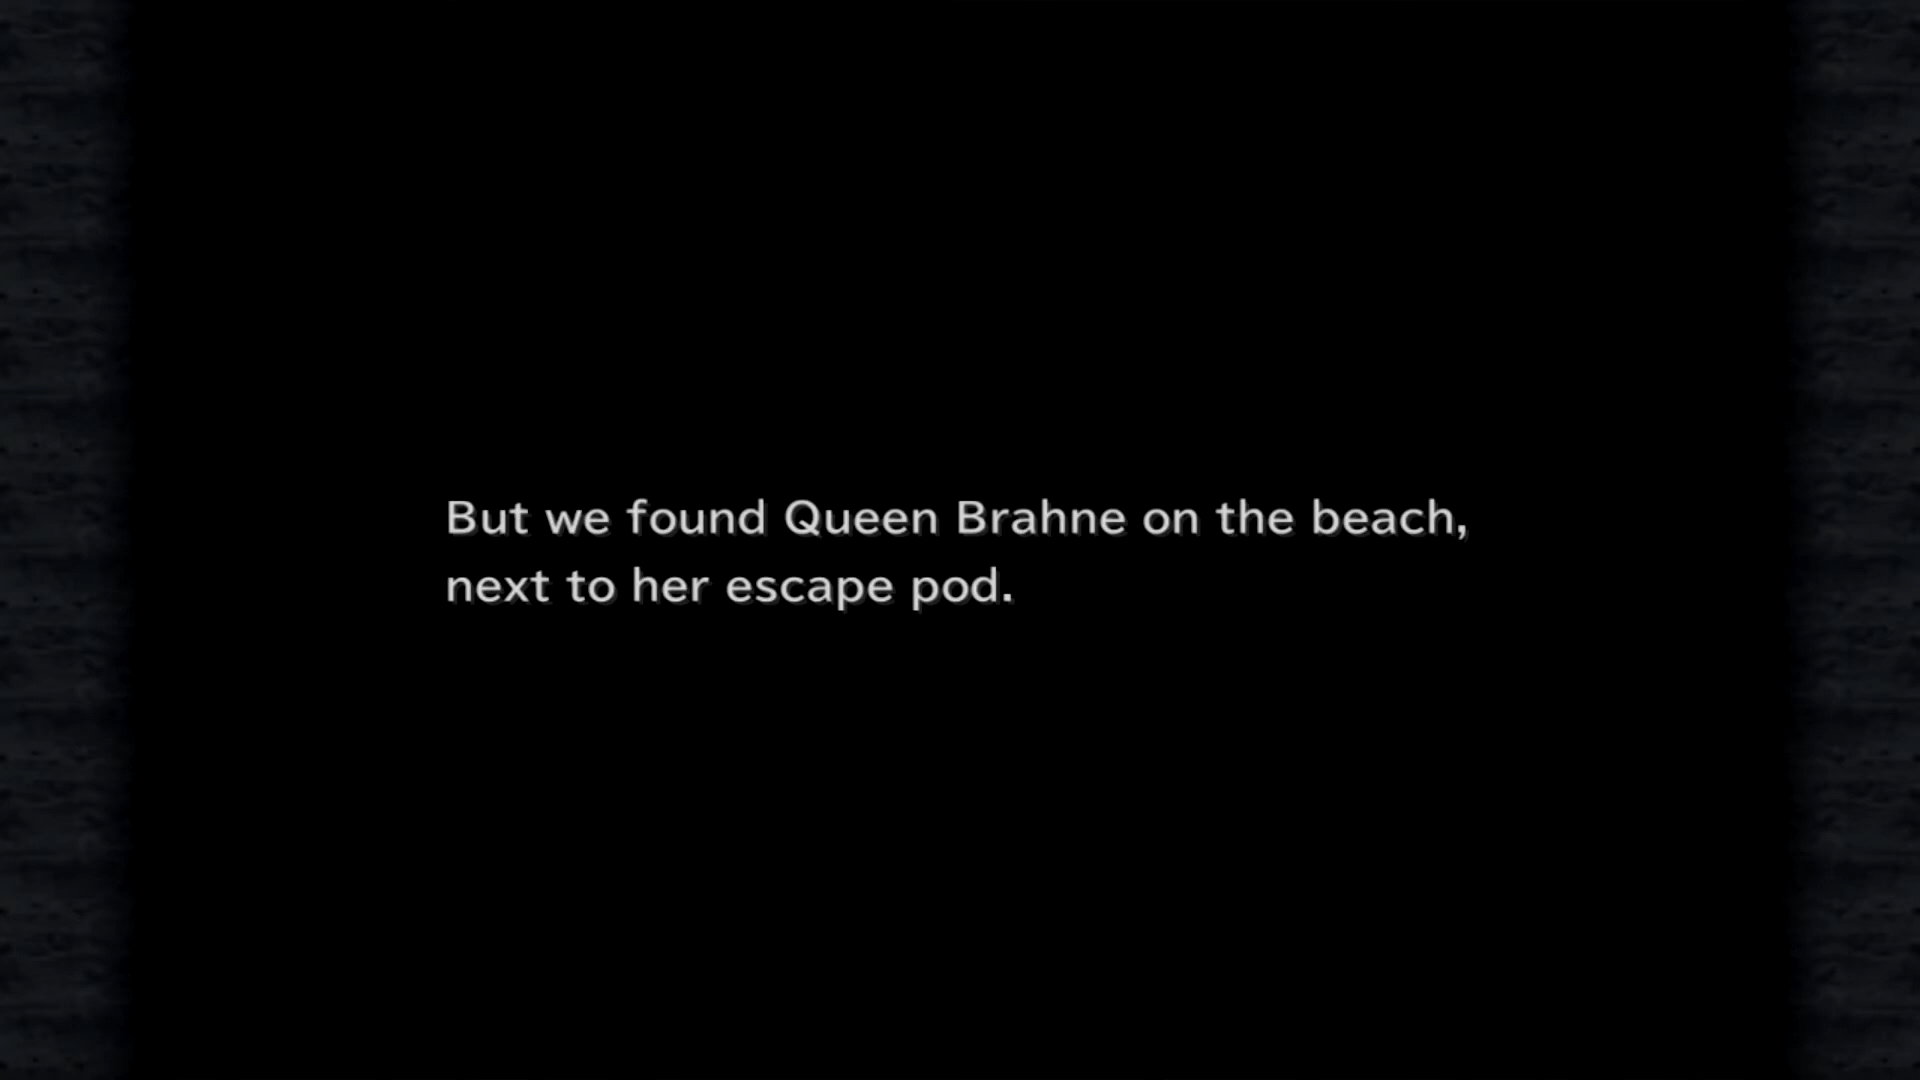 But we found Queen Brahne on the beach,
next to her escape pod.